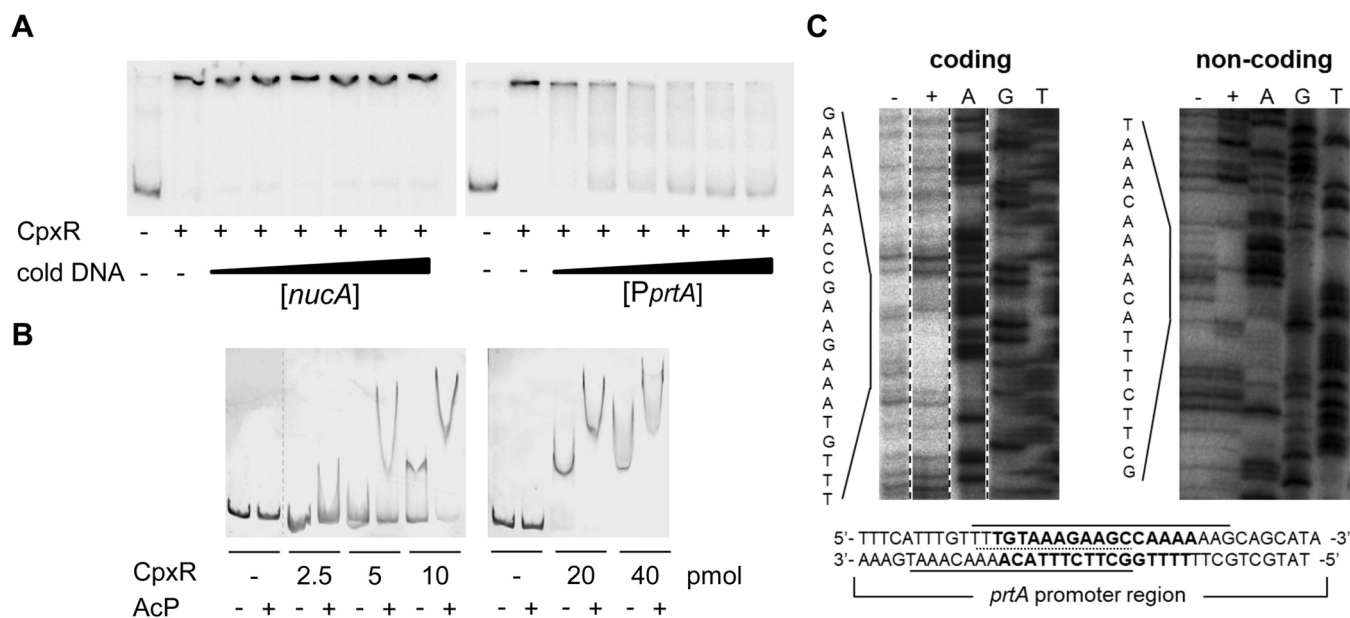 A
CpxR - + + + + + + + - + + + + + + +
cold DNA - - - -
[nucA] [PprtA]
B
CpxR - 2.5 5 10 - 20 40 pmol
AcP - + - + - + - + - + - + - +
C
coding non-coding
- + A G T - + A G T
G
A
A
A
A
A
A
C
C
G
A
A
G
A
A
A
T
G
T
T
T
T
A
A
A
C
A
A
A
A
C
A
T
T
T
C
T
T
C
G
5'- TTTCATTTGTTTTGTAAAGAAGCCAAAAAAGCAGCATA -3'
3'- AAAGTAAACAAAACATTTCTTCGGTTTTTTCGTCGTAT -5'
prtA promoter region